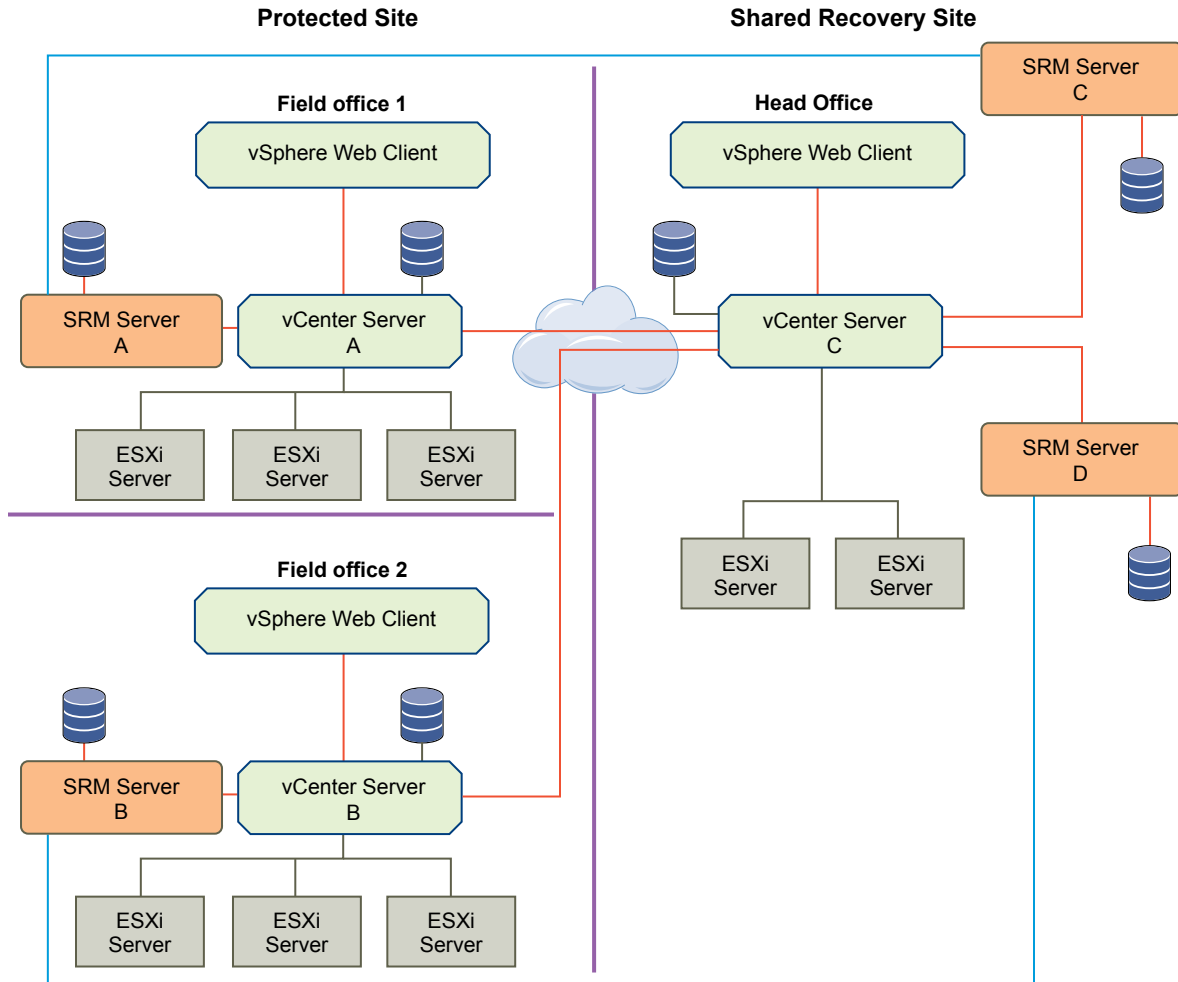 Protected Site
Shared Recovery Site
SRM Server
C
Field office 1
Head Office
vSphere Web Client
vSphere Web Client
SRM Server
A
vCenter Server
A
vCenter Server
C
ESXi
Server
ESXi
Server
ESXi
Server
SRM Server
D
ESXi
Server
ESXi
Server
Field office 2
vSphere Web Client
SRM Server
B
vCenter Server
B
ESXi
Server
ESXi
Server
ESXi
Server